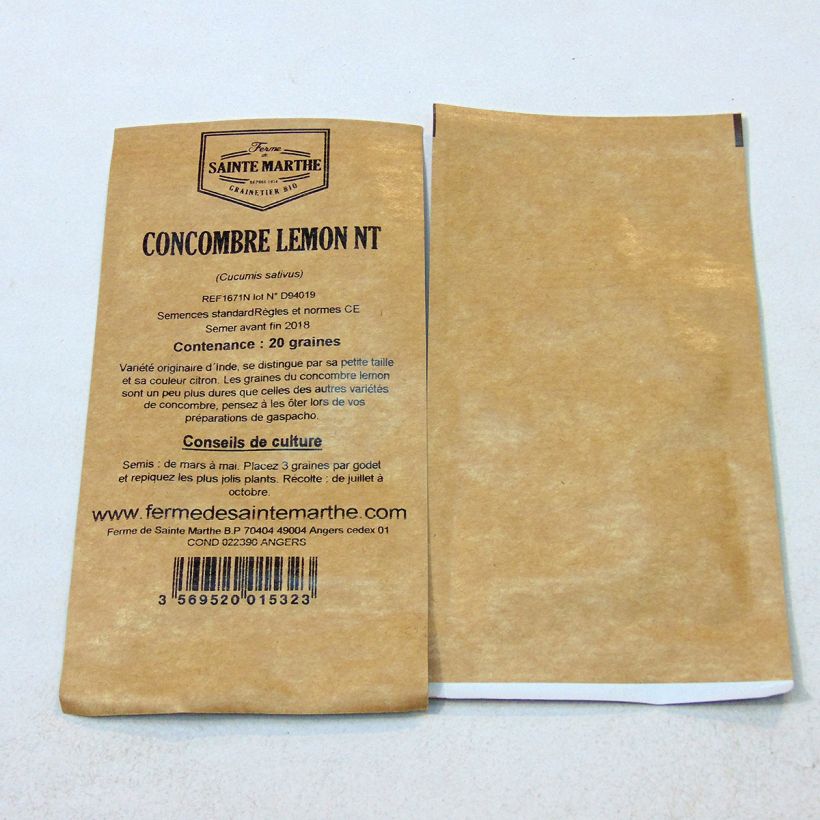 Ferme
de
SAINTE MARTHE
DEPUIS 1974
GRAINETIER BIO
CONCOMBRE LEMON NT
(Cucumis sativus)
REF1671N lot N° D94019
Semences standardRègles et normes CE
Semer avant fin 2018
Contenance : 20 graines
Variété originaire d´Inde, se distingue par sa petite taille
et sa couleur citron. Les graines du concombre lemon
sont un peu plus dures que celles des autres variétés
de concombre, pensez à les ôter lors de vos
préparations de gaspacho.
Conseils de culture
Semis : de mars à mai. Placez 3 graines par godet
et repiquez les plus jolis plants. Récolte : de juillet à
octobre.
www.fermedesaintemarthe.com
Ferme de Sainte Marthe B.P 70404 49004 Angers cedex 01
COND 022390 ANGERS
3 569520 015323